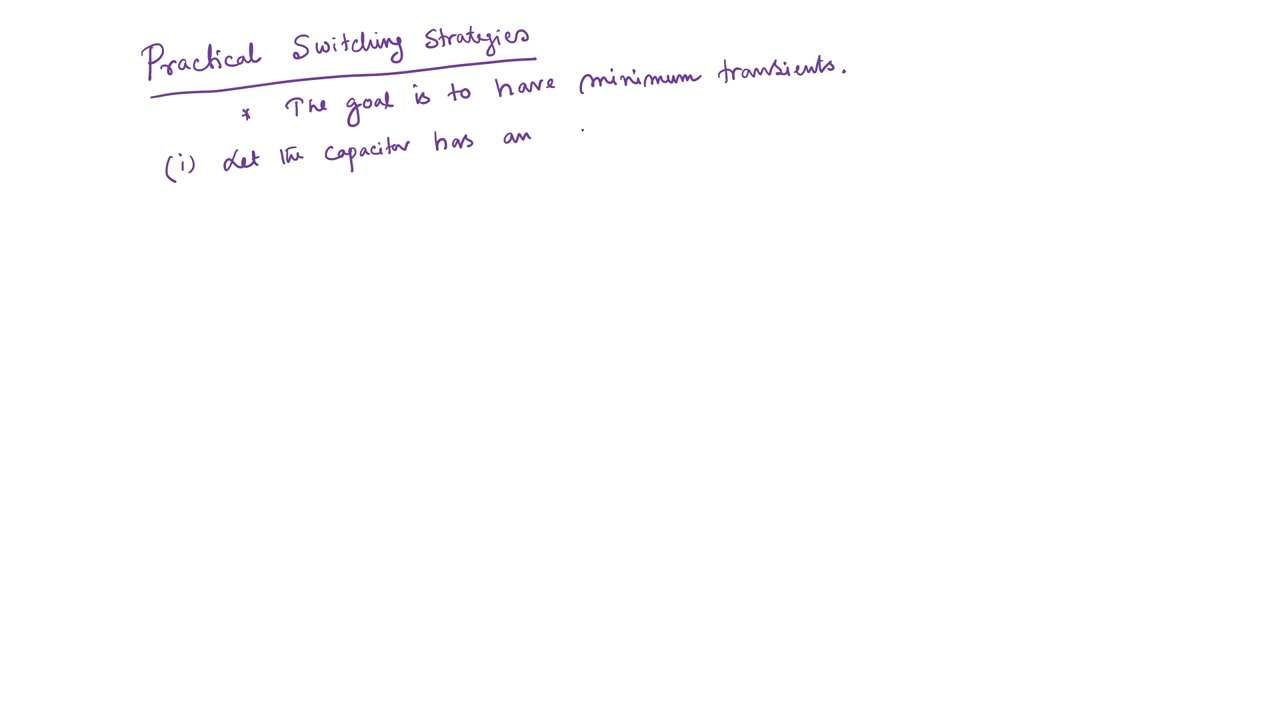 Practical Switching Strategies
* The goal is to have minimum transients.
(i) Let the capacitor has an